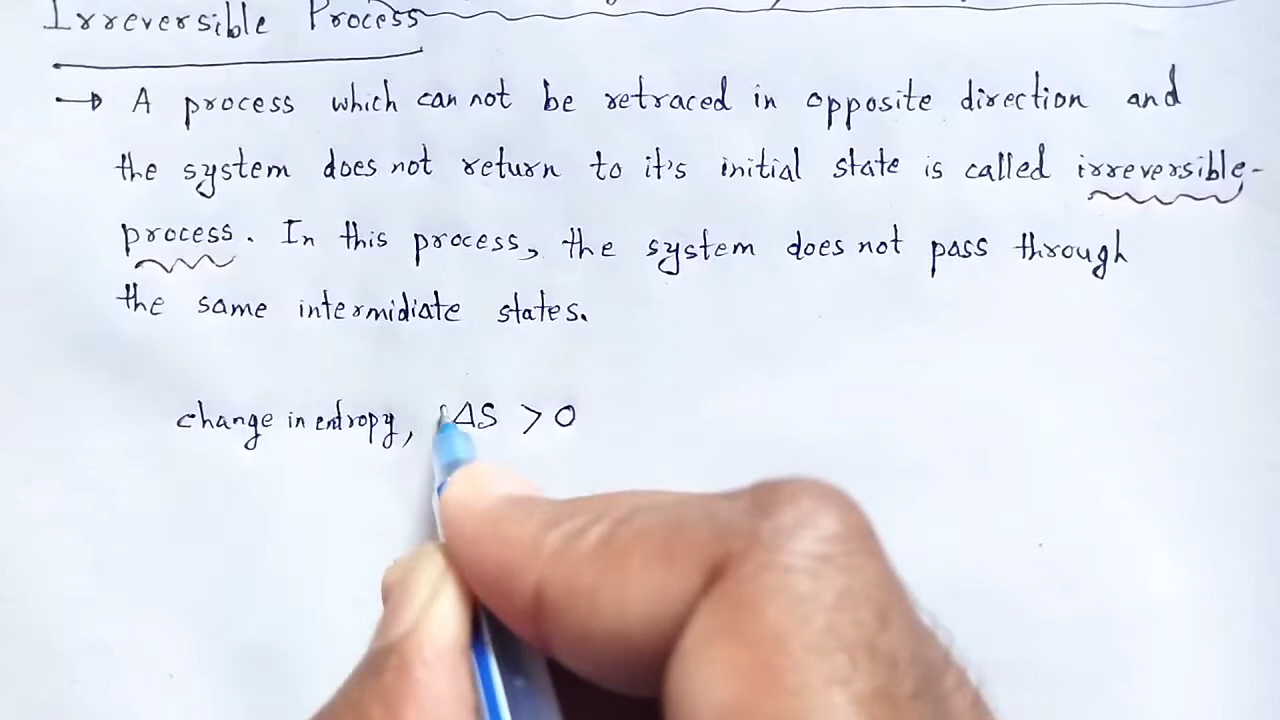 Irreversible Process
→ A process which can not be retraced in opposite direction and
the system does not return to it's initial state is called irreversible-
process. In this process, the system does not pass through
the same intermidiate states.
change in entropy, ΔS > 0